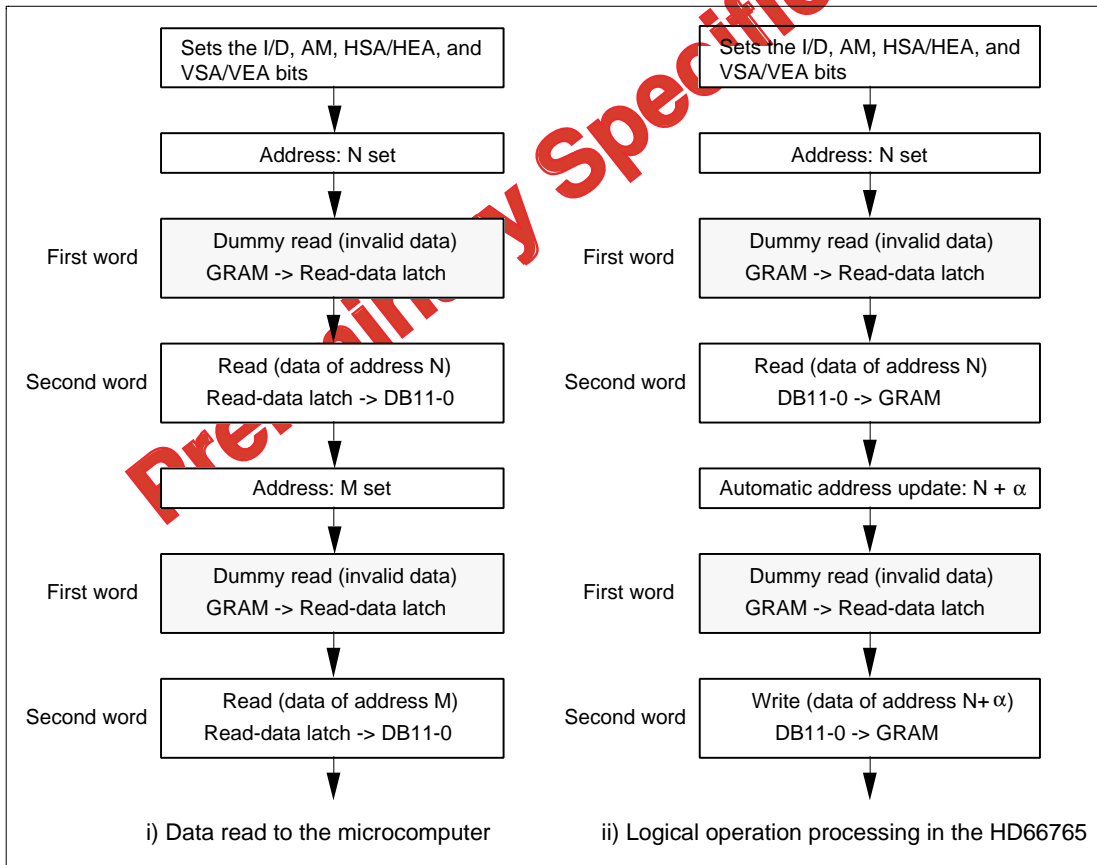 Sets the I/D, AM, HSA/HEA, and
VSA/VEA bits
Address: N set
First word
Dummy read (invalid data)
GRAM -> Read-data latch
Second word
Read (data of address N)
Read-data latch -> DB11-0
Address: M set
First word
Dummy read (invalid data)
GRAM -> Read-data latch
Second word
Read (data of address M)
Read-data latch -> DB11-0
i) Data read to the microcomputer
Sets the I/D, AM, HSA/HEA, and
VSA/VEA bits
Address: N set
First word
Dummy read (invalid data)
GRAM -> Read-data latch
Second word
Read (data of address N)
DB11-0 -> GRAM
Automatic address update: N + α
First word
Dummy read (invalid data)
GRAM -> Read-data latch
Second word
Write (data of address N+ α)
DB11-0 -> GRAM
ii) Logical operation processing in the HD66765